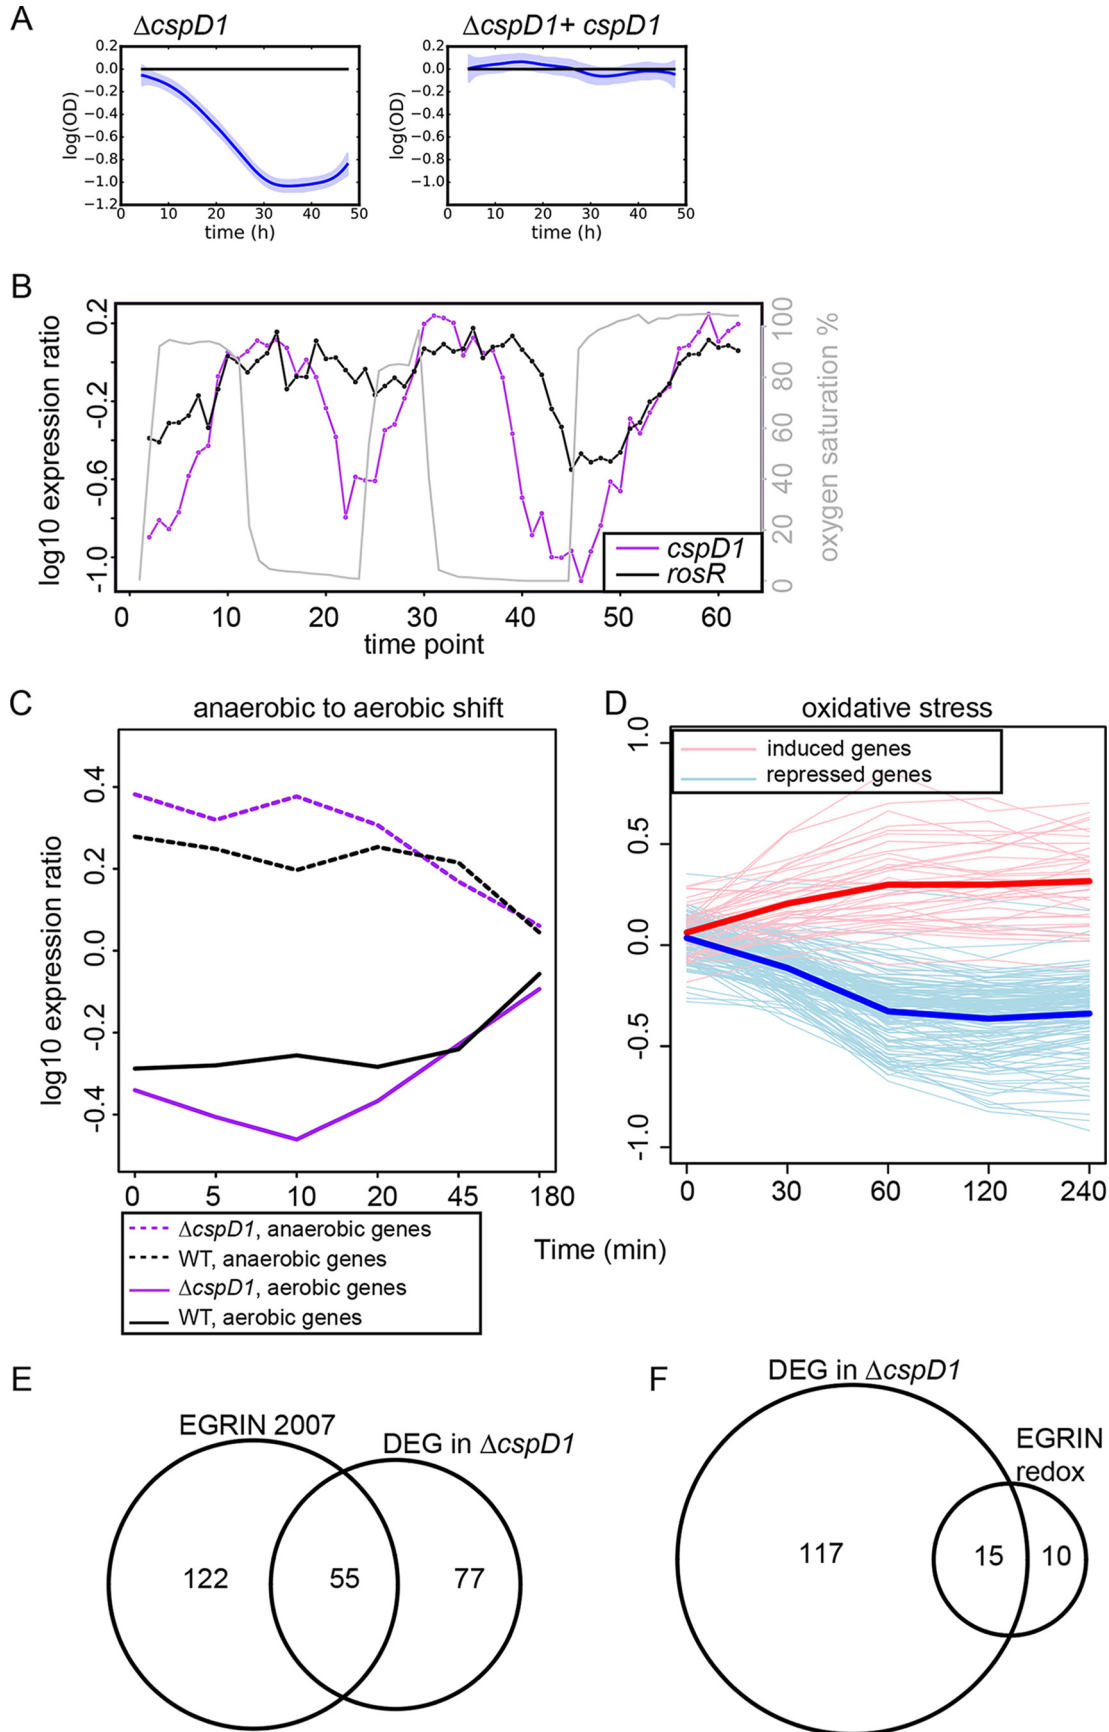 A
ΔcspD1
ΔcspD1+ cspD1
0.2
0.0
−0.2
−0.4
−0.6
−0.8
−1.0
−1.2
log(OD)
0 10 20 30 40 50
time (h)
0.2
0.0
−0.2
−0.4
−0.6
−0.8
−1.0
log(OD)
0 10 20 30 40 50
time (h)
B
log10 expression ratio
0.2
-0.2
-0.6
-1.0
100
80
60
40
20
0
oxygen saturation %
cspD1
rosR
0 10 20 30 40 50 60
time point
C
anaerobic to aerobic shift
log10 expression ratio
0.4
0.2
0.0
-0.2
-0.4
0 5 10 20 45 180
ΔcspD1, anaerobic genes
WT, anaerobic genes
ΔcspD1, aerobic genes
WT, aerobic genes
D
oxidative stress
induced genes
repressed genes
1.0
0.5
0.0
-0.5
-1.0
0 30 60 120 240
Time (min)
E
EGRIN 2007
DEG in ΔcspD1
122
55
77
F
DEG in ΔcspD1
EGRIN
redox
117
15
10